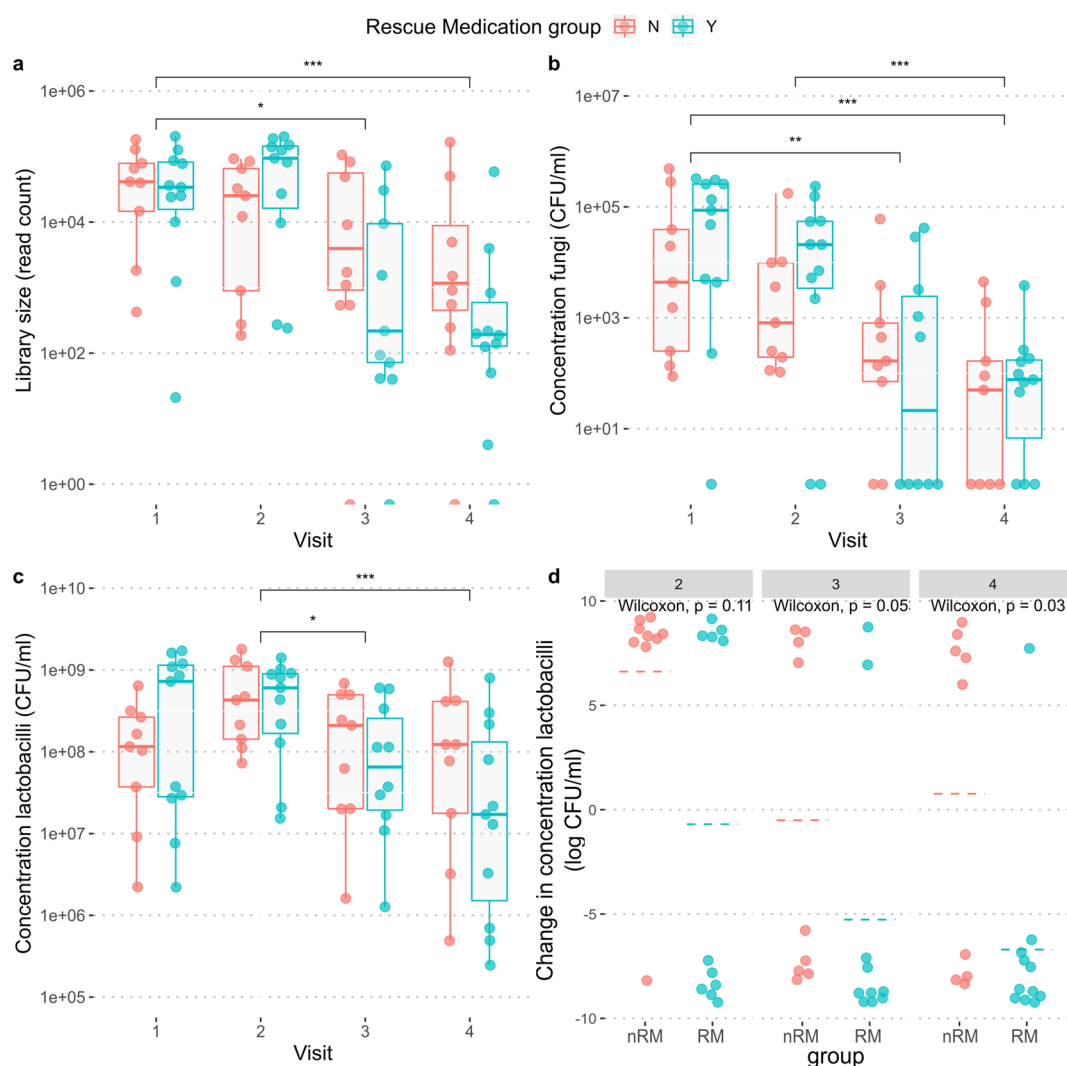 Rescue Medication group N Y
a
***
*
1e+06
1e+04
1e+02
1e+00
Library size (read count)
1 2 3 4
Visit
b
***
***
**
1e+07
1e+05
1e+03
1e+01
Concentration fungi (CFU/ml)
1 2 3 4
Visit
c
***
*
1e+10
1e+09
1e+08
1e+07
1e+06
1e+05
Concentration lactobacilli (CFU/ml)
1 2 3 4
Visit
d
2 3 4
Wilcoxon, p = 0.11 Wilcoxon, p = 0.053 Wilcoxon, p = 0.03
10
5
0
-5
-10
Change in concentration lactobacilli
(log CFU/ml)
nRM RM nRM RM nRM RM
group